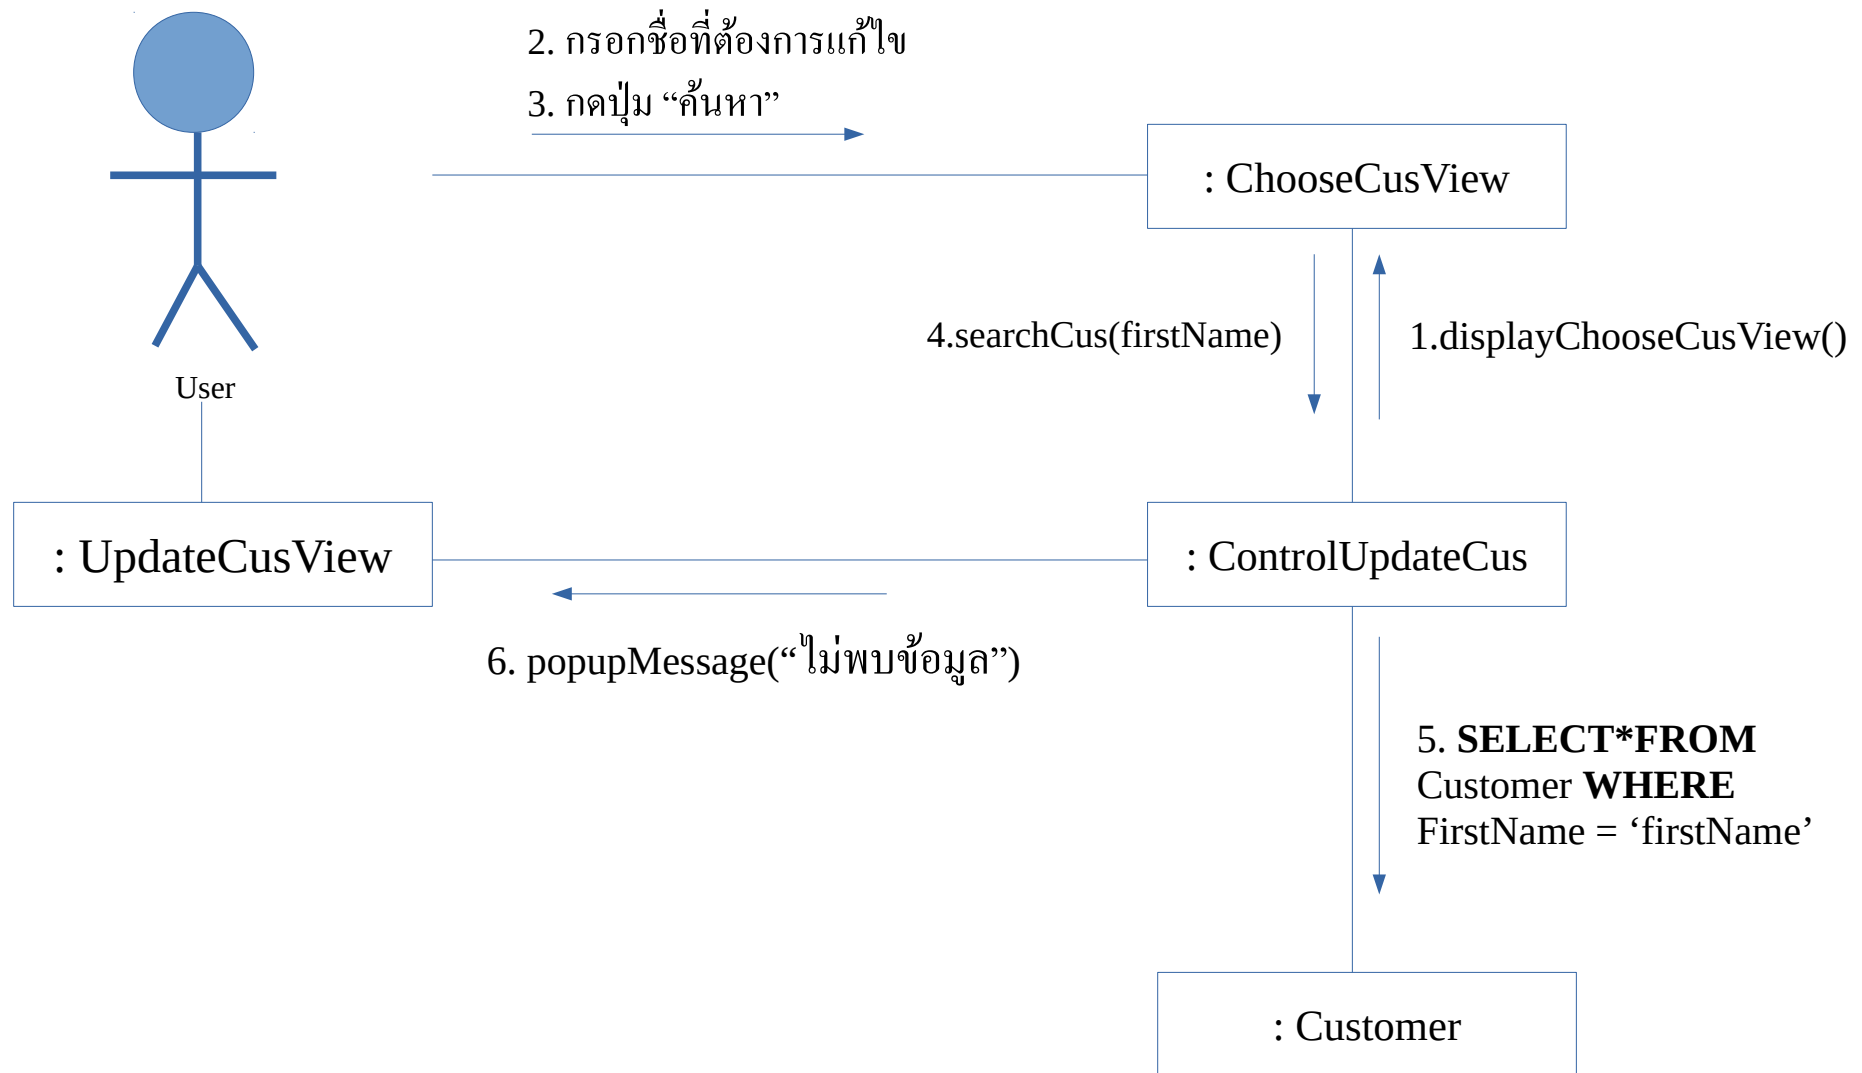 2. กรอกชื่อที่ต้องการแก้ไข
3. กดปุ่ม “ค้นหา”
: ChooseCusView
4.searchCus(firstName)
1.displayChooseCusView()
User
: UpdateCusView
: ControlUpdateCus
6. popupMessage(“ไม่พบข้อมูล”)
5. SELECT*FROM
Customer WHERE
FirstName = ‘firstName’
: Customer